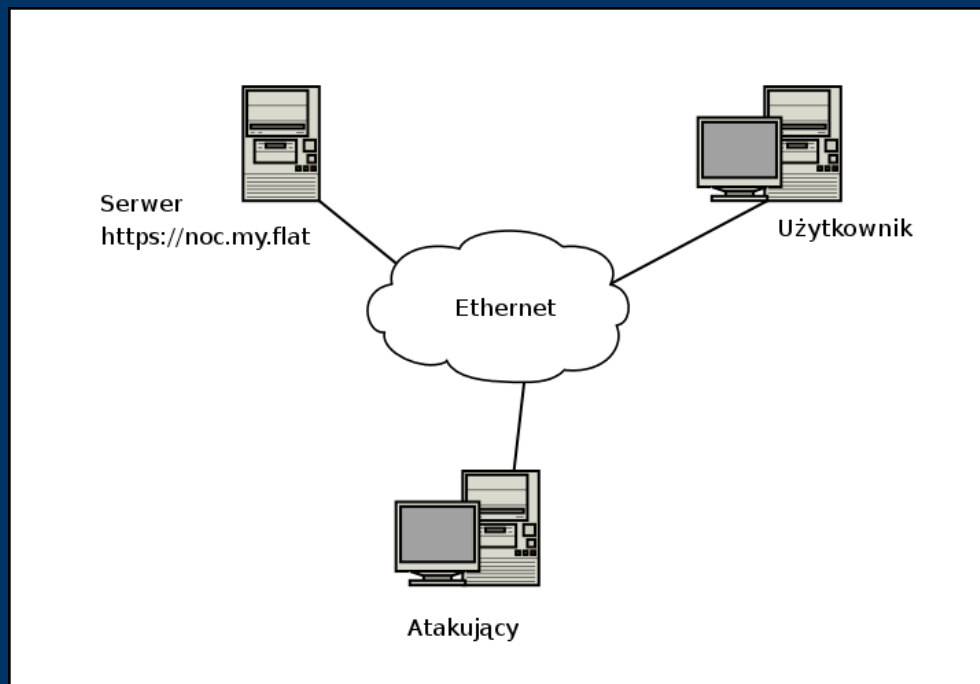 Serwer
https://noc.my.flat
Użytkownik
Ethernet
Atakujący